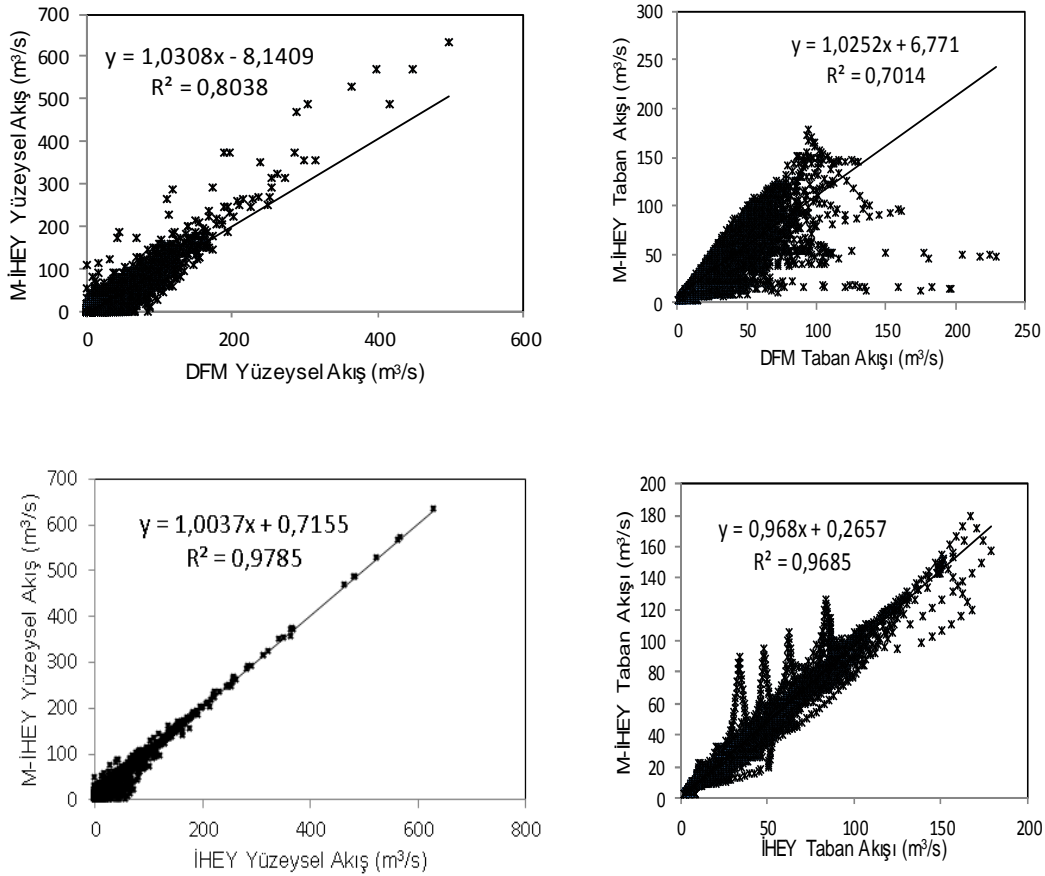 M-İHEY Yüzeysel Akış (m³/s)
700
600
500
400
300
200
100
0
y = 1,0308x - 8,1409
R² = 0,8038
0 200 400 600
DFM Yüzeysel Akış (m³/s)
M-İHEY Taban Akışı (m³/s)
300
250
200
150
100
50
0
y = 1,0252x + 6,771
R² = 0,7014
0 50 100 150 200 250
DFM Taban Akışı (m³/s)
M-İHEY Yüzeysel Akış (m³/s)
700
600
500
400
300
200
100
0
y = 1,0037x + 0,7155
R² = 0,9785
0 200 400 600 800
İHEY Yüzeysel Akış (m³/s)
M-İHEY Taban Akışı (m³/s)
200
180
160
140
120
100
80
60
40
20
0
y = 0,968x + 0,2657
R² = 0,9685
0 50 100 150 200
İHEY Taban Akışı (m³/s)